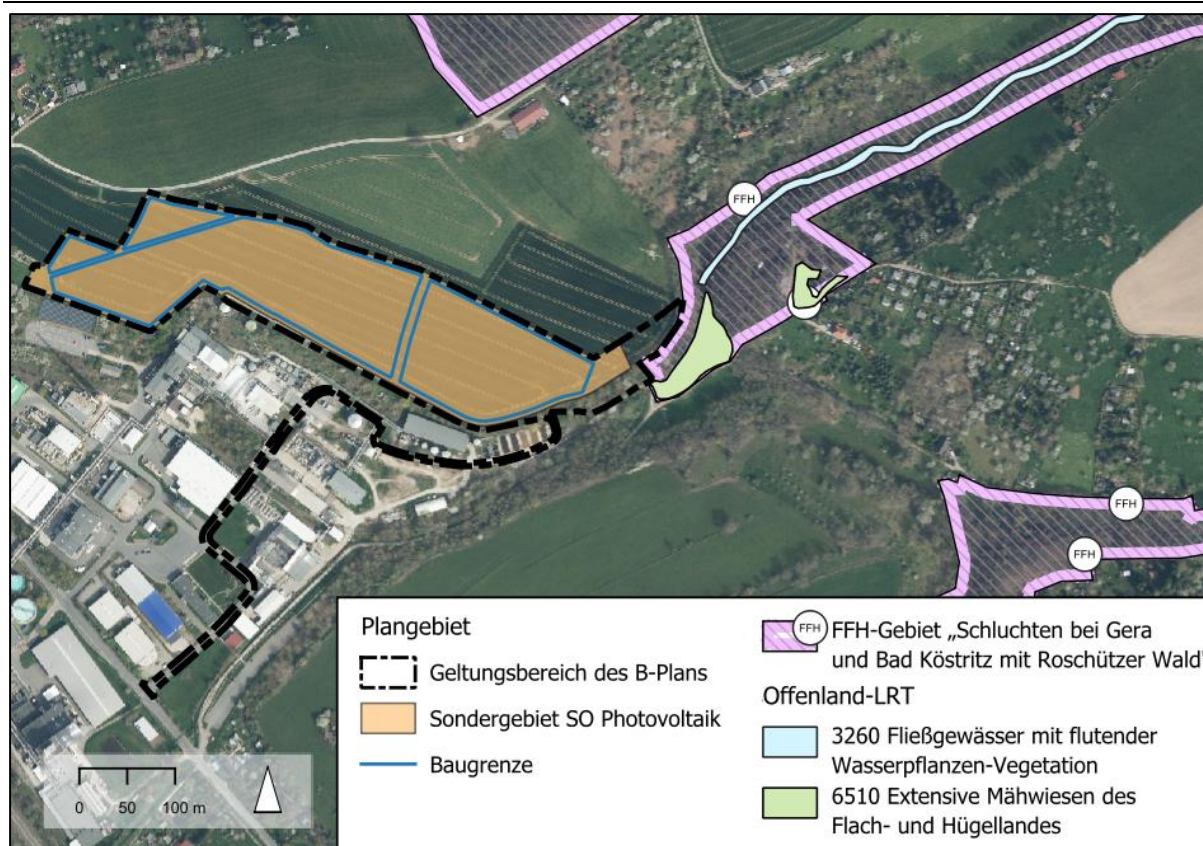 FFH
FFH
FFH
Plangebiet
Geltungsbereich des B-Plans
Sondergebiet SO Photovoltaik
Baugrenze
0 50 100 m
FFH FFH-Gebiet „Schluchten bei Gera
und Bad Köstritz mit Roschützer Wald"
Offenland-LRT
3260 Fließgewässer mit flutender
Wasserpflanzen-Vegetation
6510 Extensive Mähwiesen des
Flach- und Hügellandes